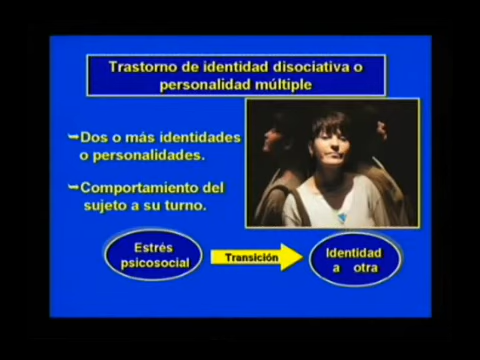 Trastorno de identidad disociativa o
personalidad múltiple
Dos o más identidades
o personalidades.
Comportamiento del
sujeto a su turno.
Estrés
psicosocial
Transición
Identidad
a otra